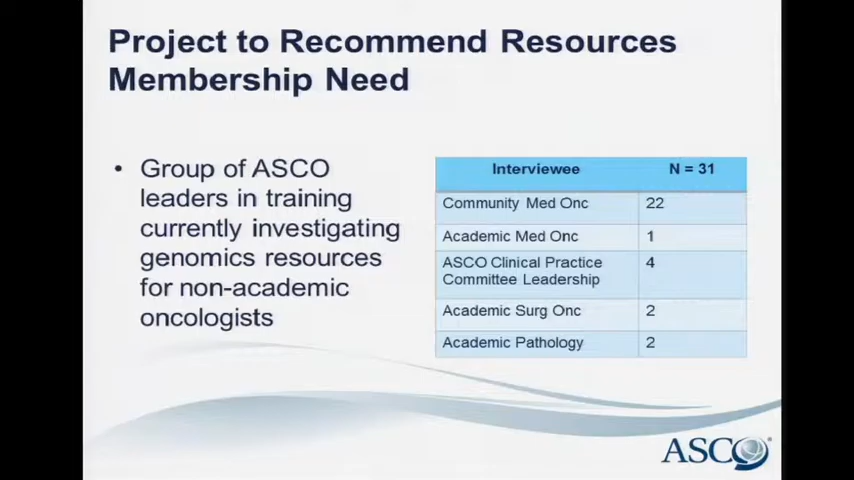 Project to Recommend Resources
Membership Need
• Group of ASCO
leaders in training
currently investigating
genomics resources
for non-academic
oncologists
Interviewee N = 31
Community Med Onc 22
Academic Med Onc 1
ASCO Clinical Practice 4
Committee Leadership
Academic Surg Onc 2
Academic Pathology 2
ASCO